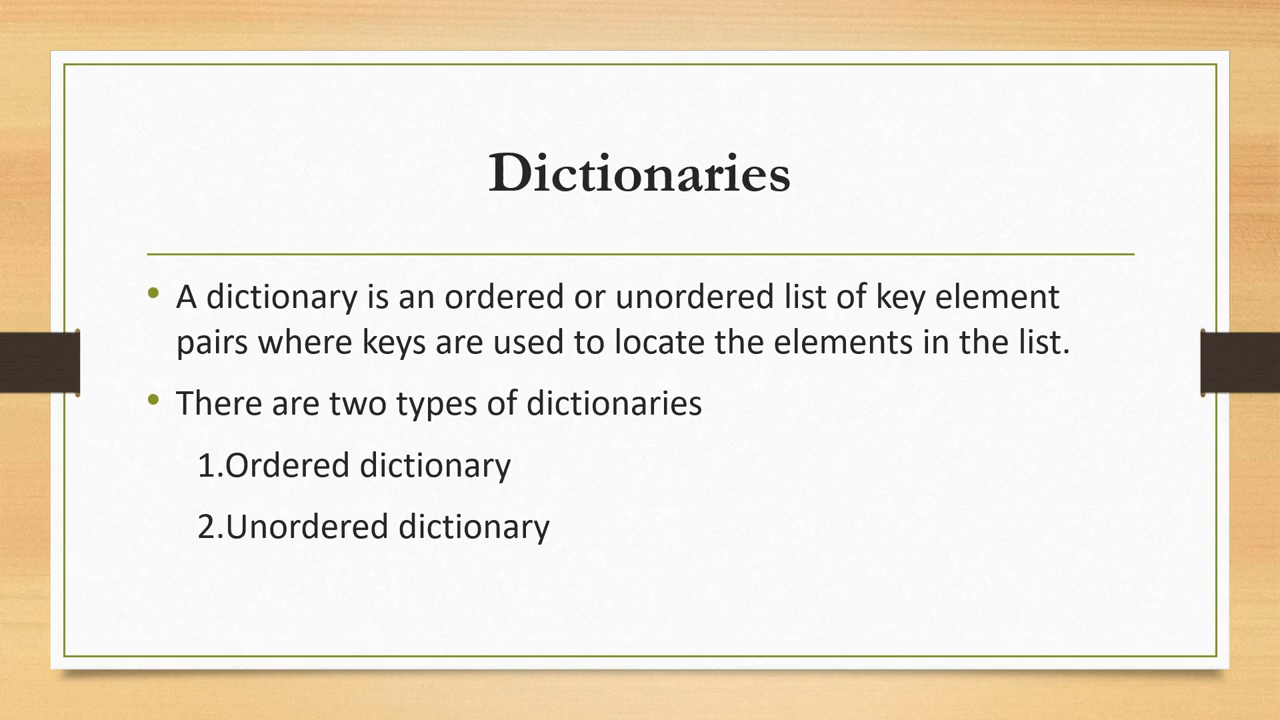 Dictionaries
• A dictionary is an ordered or unordered list of key element
pairs where keys are used to locate the elements in the list.
• There are two types of dictionaries
1.Ordered dictionary
2.Unordered dictionary